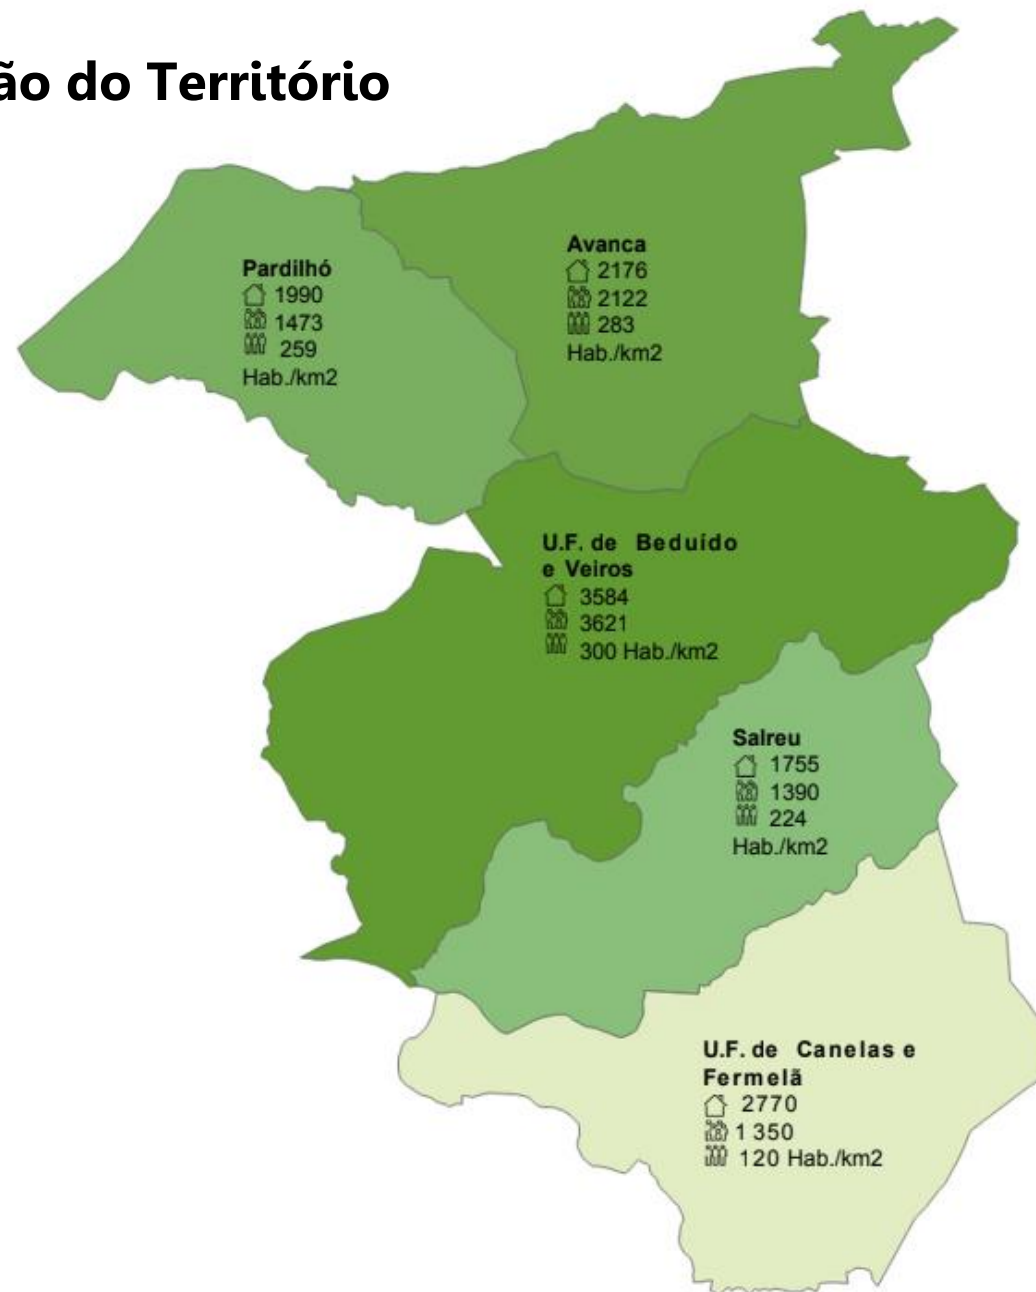 ão do Território
Pardilhó
1990
1473
259
Hab./km2
Avanca
2176
2122
283
Hab./km2
U.F. de Beduído
e Veiros
3584
3621
300 Hab./km2
Salreu
1755
1390
224
Hab./km2
U.F. de Canelas e
Fermelã
2770
1 350
120 Hab./km2